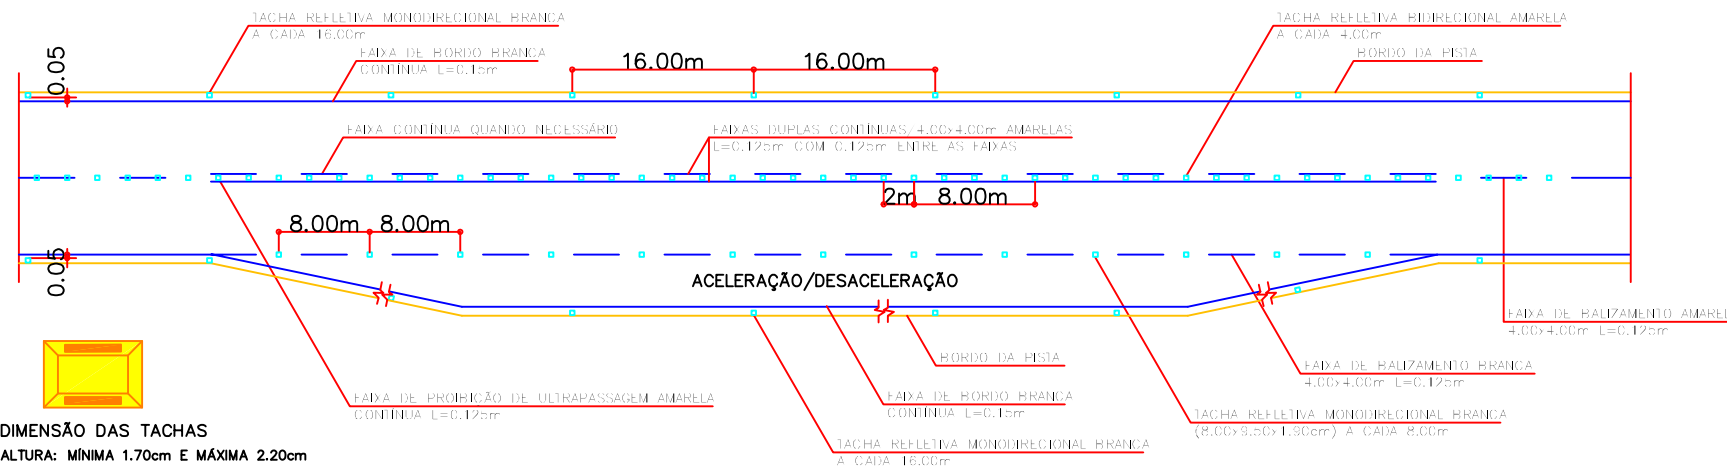 TACHA REFLETIVA MONODIRECIONAL BRANCA
A CADA 16.00m
TACHA REFLETIVA BIDIRECIONAL AMARELA
A CADA 4.00m
FAIXA DE BORDO BRANCA
CONTÍNUA L=0.15m
BORDO DA PISTA
0.05
16.00m
16.00m
FAIXA CONTÍNUA QUANDO NECESSÁRIO
FAIXAS DUPLAS CONTÍNUAS/4.00x4.00m AMARELAS
L=0.125m COM 0.125m ENTRE AS FAIXAS
2m
8.00m
8.00m
8.00m
0.05
ACELERAÇÃO/DESACELERAÇÃO
FAIXA DE BALIZAMENTO AMAREL
4.00x4.00m L=0.125m
BORDO DA PISTA
FAIXA DE BALIZAMENTO BRANCA
4.00x4.00m L=0.125m
FAIXA DE PROIBIÇÃO DE ULTRAPASSAGEM AMARELA
CONTÍNUA L=0.125m
FAIXA DE BORDO BRANCA
CONTÍNUA L=0.15m
TACHA REFLETIVA MONODIRECIONAL BRANCA
(8.00x9.50x1.90cm) A CADA 8.00m
TACHA REFLETIVA MONODIRECIONAL BRANCA
A CADA 16.00m
DIMENSÃO DAS TACHAS
ALTURA: MÍNIMA 1.70cm E MÁXIMA 2.20cm